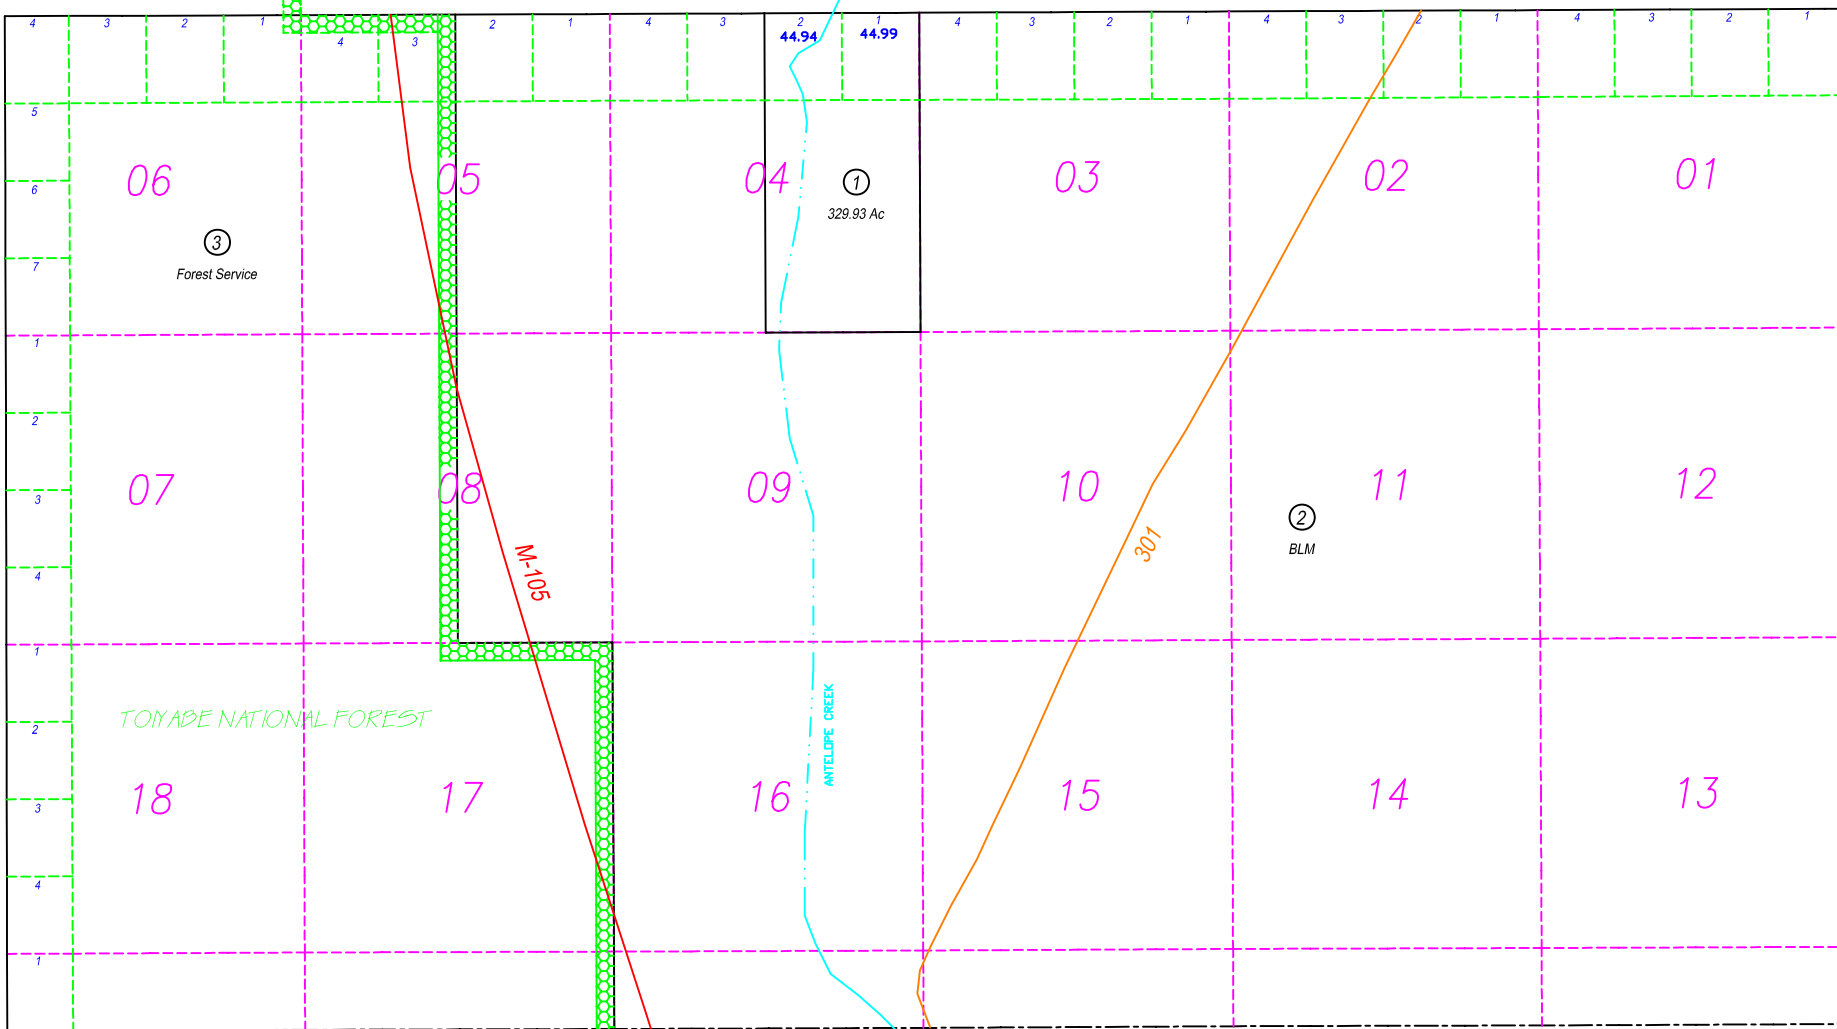 4 3 2 1 4 3 2 1 4 3 2 1 4 3 2 1 4 3 2 1 4 3 2 1
44.94 44.99
5
06 05 04 03 02 01
1
6
329.93 Ac
3
7
Forest Service
1
2
07 08 09 10 11 12
3
2
301
BLM
M-105
4
1
ANTELOPE CREEK
TOIYABE NATIONAL FOREST
2
18 17 16 15 14 13
3
4
1